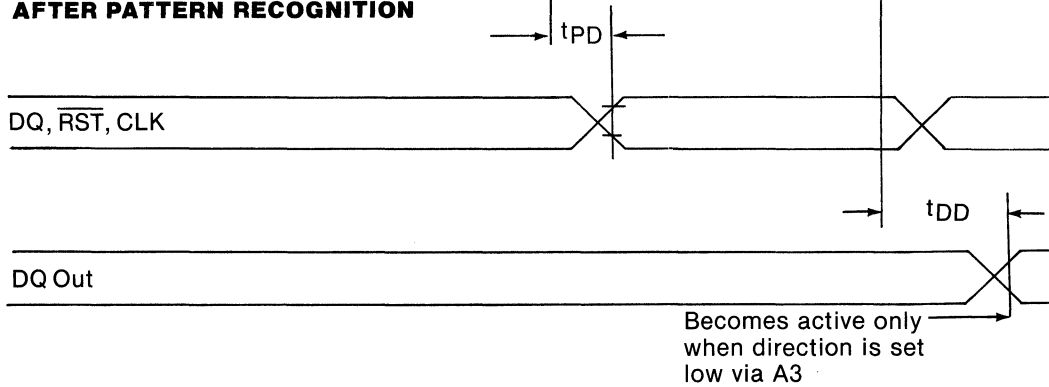 AFTER PATTERN RECOGNITION
tPD
DQ, R̅S̅T̅, CLK
tDD
DQ Out
Becomes active only
when direction is set
low via A3